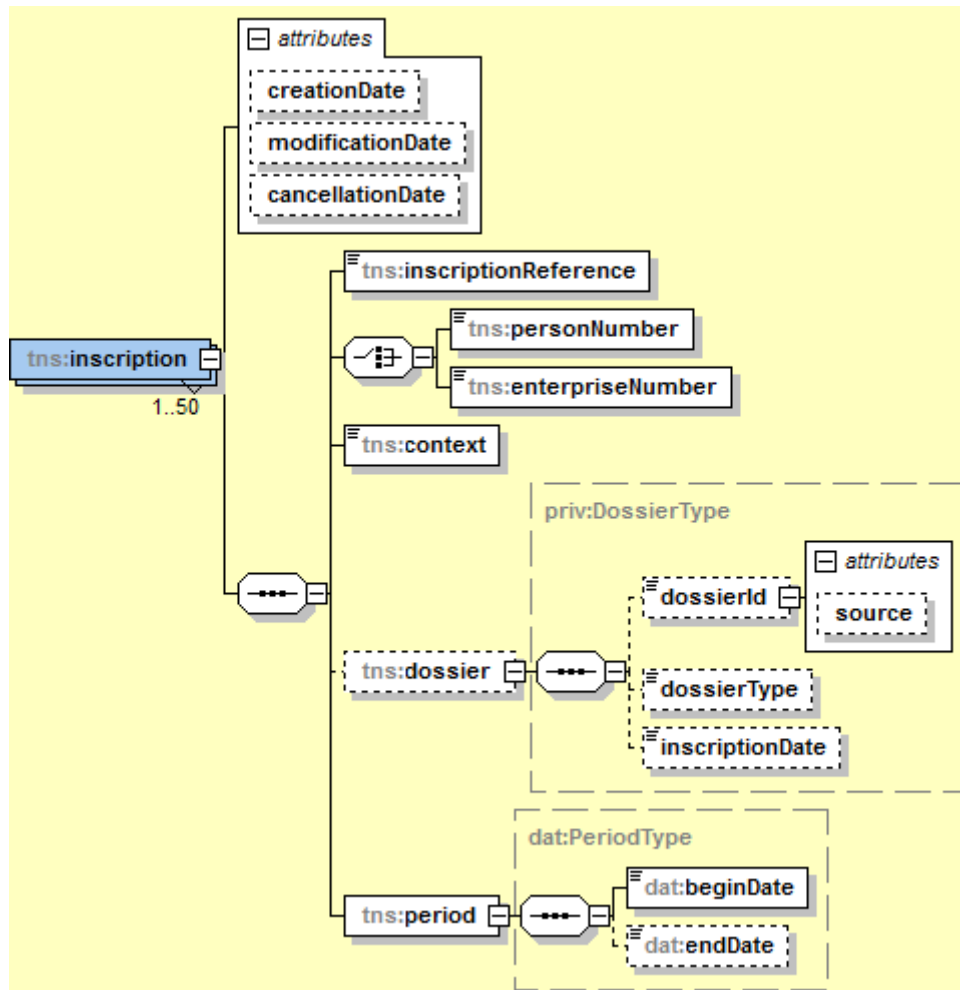 attributes
creationDate
modificationDate
cancellationDate
tns:inscriptionReference
tns:personNumber
tns:inscription
tns:enterpriseNumber
1..50
tns:context
priv:DossierType
attributes
dossierId
source
tns:dossier
dossierType
inscriptionDate
dat:PeriodType
dat:beginDate
tns:period
dat:endDate